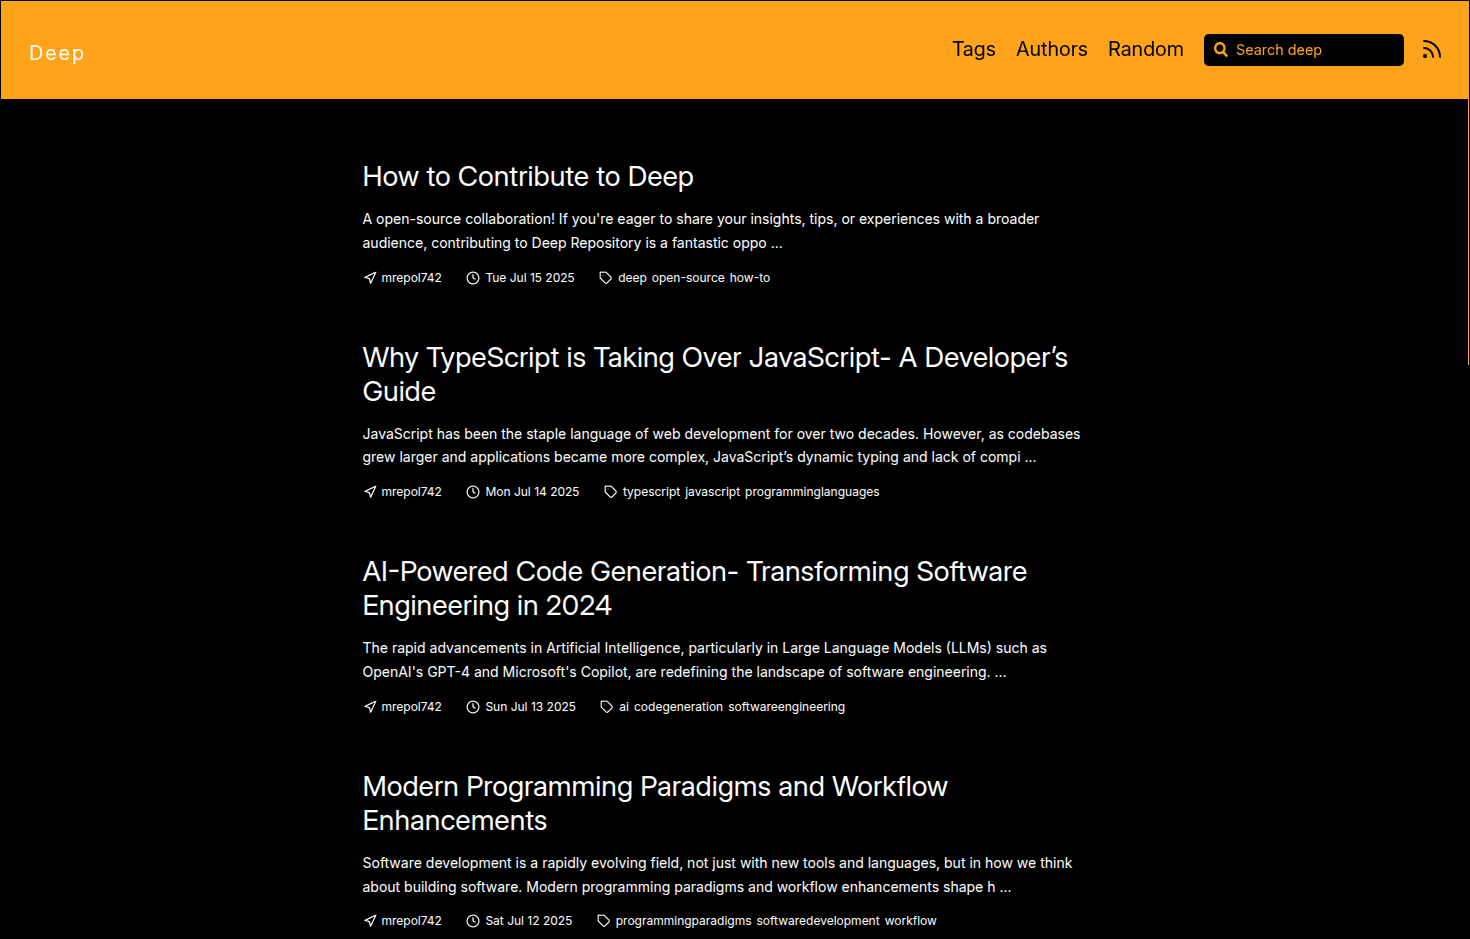 Deep
Tags Authors Random Search deep
How to Contribute to Deep
A open-source collaboration! If you're eager to share your insights, tips, or experiences with a broader
audience, contributing to Deep Repository is a fantastic oppo ...
mrepol742 Tue Jul 15 2025 deep open-source how-to
Why TypeScript is Taking Over JavaScript- A Developer’s
Guide
JavaScript has been the staple language of web development for over two decades. However, as codebases
grew larger and applications became more complex, JavaScript’s dynamic typing and lack of compi ...
mrepol742 Mon Jul 14 2025 typescript javascript programminglanguages
AI-Powered Code Generation- Transforming Software
Engineering in 2024
The rapid advancements in Artificial Intelligence, particularly in Large Language Models (LLMs) such as
OpenAI's GPT-4 and Microsoft's Copilot, are redefining the landscape of software engineering. ...
mrepol742 Sun Jul 13 2025 ai codegeneration softwareengineering
Modern Programming Paradigms and Workflow
Enhancements
Software development is a rapidly evolving field, not just with new tools and languages, but in how we think
about building software. Modern programming paradigms and workflow enhancements shape h ...
mrepol742 Sat Jul 12 2025 programmingparadigms softwaredevelopment workflow